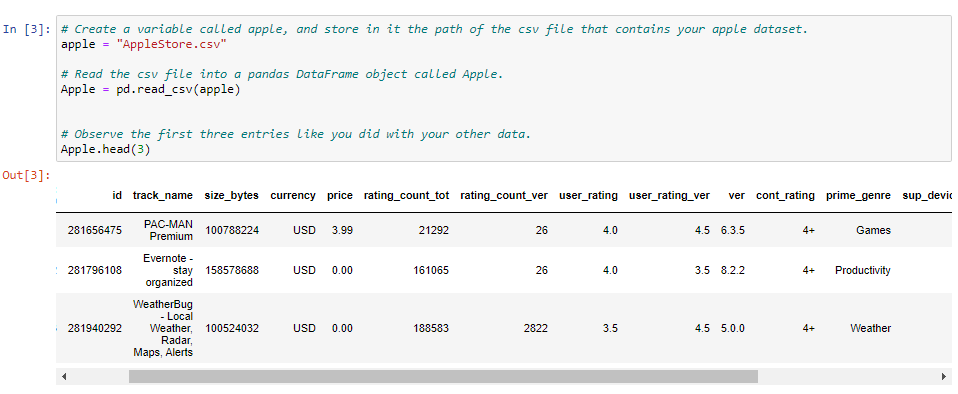 In [3]: # Create a variable called apple, and store in it the path of the csv file that contains your apple dataset.
apple = "AppleStore.csv"
# Read the csv file into a pandas DataFrame object called Apple.
Apple = pd.read_csv(apple)
# Observe the first three entries like you did with your other data.
Apple.head(3)
Out[3]:
id track_name size_bytes currency price rating_count_tot rating_count_ver user_rating user_rating_ver ver cont_rating prime_genre sup_devic
281656475 PAC-MAN Premium 100788224 USD 3.99 21292 26 4.0 4.5 6.3.5 4+ Games
281796108 Evernote - stay organized 158578688 USD 0.00 161065 26 4.0 3.5 8.2.2 4+ Productivity
281940292 WeatherBug - Local Weather, Radar, Maps, Alerts 100524032 USD 0.00 188583 2822 3.5 4.5 5.0.0 4+ Weather